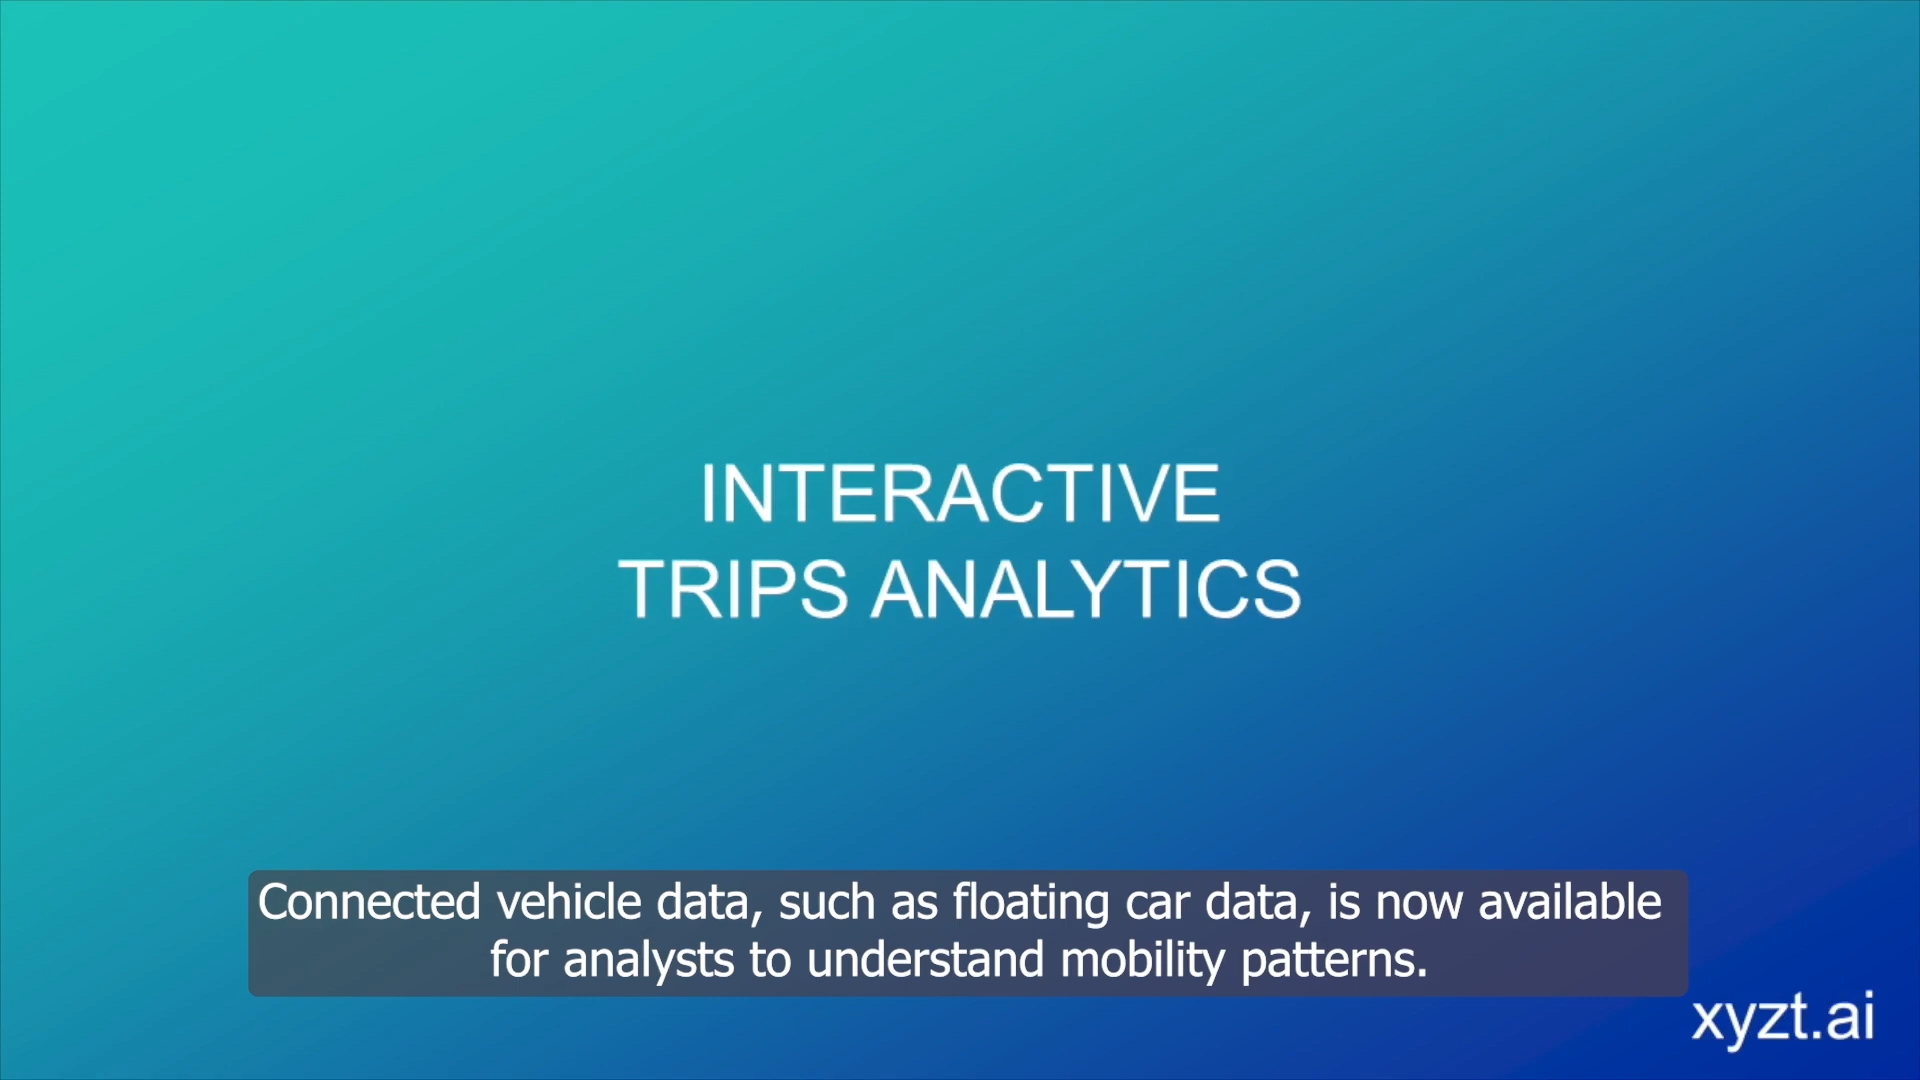 INTERACTIVE
TRIPS ANALYTICS
Connected vehicle data, such as floating car data, is now available
for analysts to understand mobility patterns.
xyzt.ai